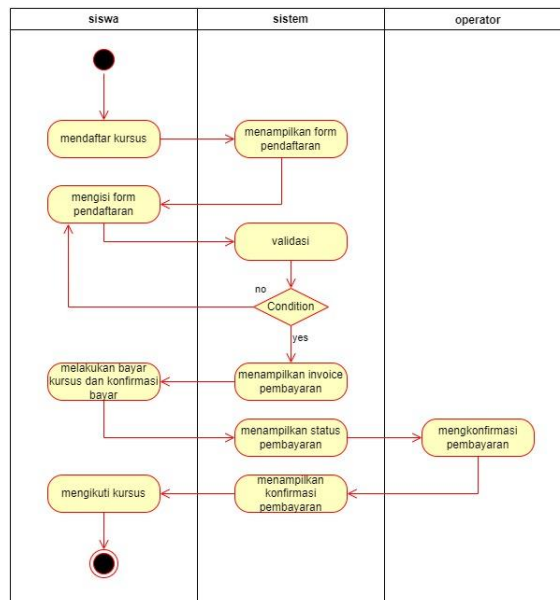 siswa
sistem
operator
mendaftar kursus
menampilkan form
pendaftaran
mengisi form
pendaftaran
validasi
no
Condition
yes
melakukan bayar
kursus dan konfirmasi
bayar
menampilkan invoice
pembayaran
menampilkan status
pembayaran
mengkonfirmasi
pembayaran
mengikuti kursus
menampilkan
konfirmasi
pembayaran